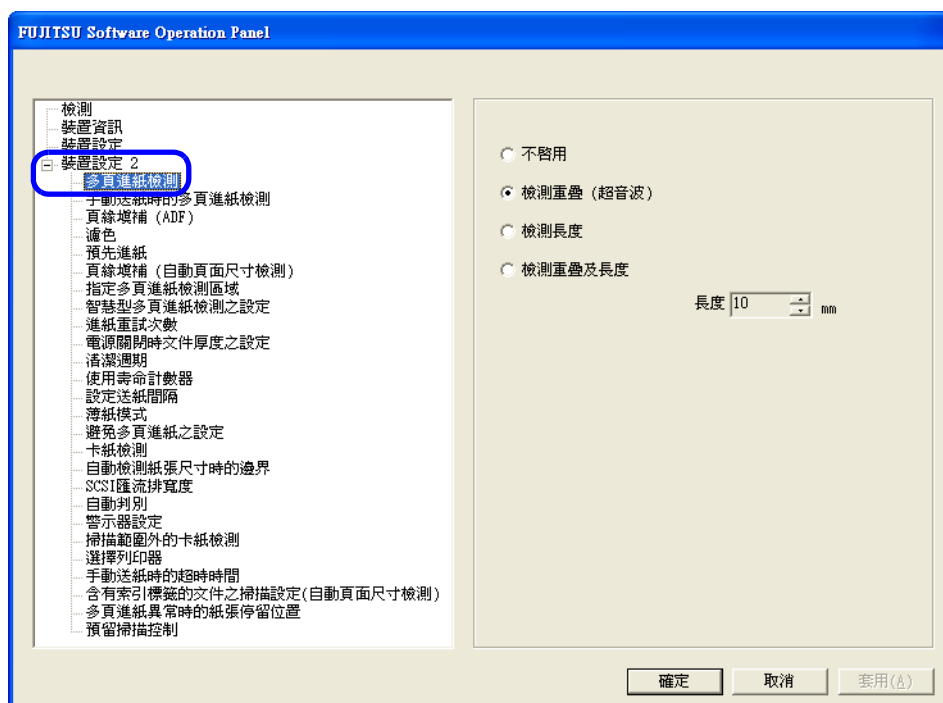 FUJITSU Software Operation Panel
檢測
裝置資訊
裝置設定
裝置設定 2
多頁進紙檢測
手動送紙時的多頁進紙檢測
頁緣填補 (ADF)
濾色
預先進紙
頁緣填補 (自動頁面尺寸檢測)
指定多頁進紙檢測區域
智慧型多頁進紙檢測之設定
進紙重試次數
電源關閉時文件厚度之設定
清潔週期
使用壽命計數器
設定送紙間隔
薄紙模式
避免多頁進紙之設定
卡紙檢測
自動檢測紙張尺寸時的邊界
SCSI匯流排寬度
自動判別
警示器設定
掃描範圍外的卡紙檢測
選擇列印器
手動送紙時的超時時間
含有索引標籤的文件之掃描設定(自動頁面尺寸檢測)
多頁進紙異常時的紙張停留位置
預留掃描控制
不啓用
檢測重疊 (超音波)
檢測長度
檢測重疊及長度
長度 10 mm
確定 取消 套用(A)